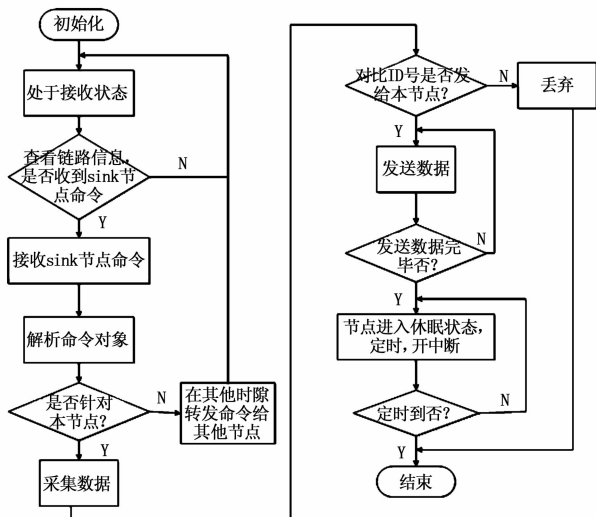 初始化
处于接收状态
查看链路信息,
是否收到sink节
点命令
N
Y
接收sink节点命令
解析命令对象
是否针对
本节点?
N
Y
在其他时隙
转发命令给
其他节点
采集数据
对比ID号是否发
给本节点?
N
丢弃
Y
发送数据
发送数据完
毕否?
N
Y
节点进入休眠状态,
定时,开中断
定时到否?
N
Y
结束